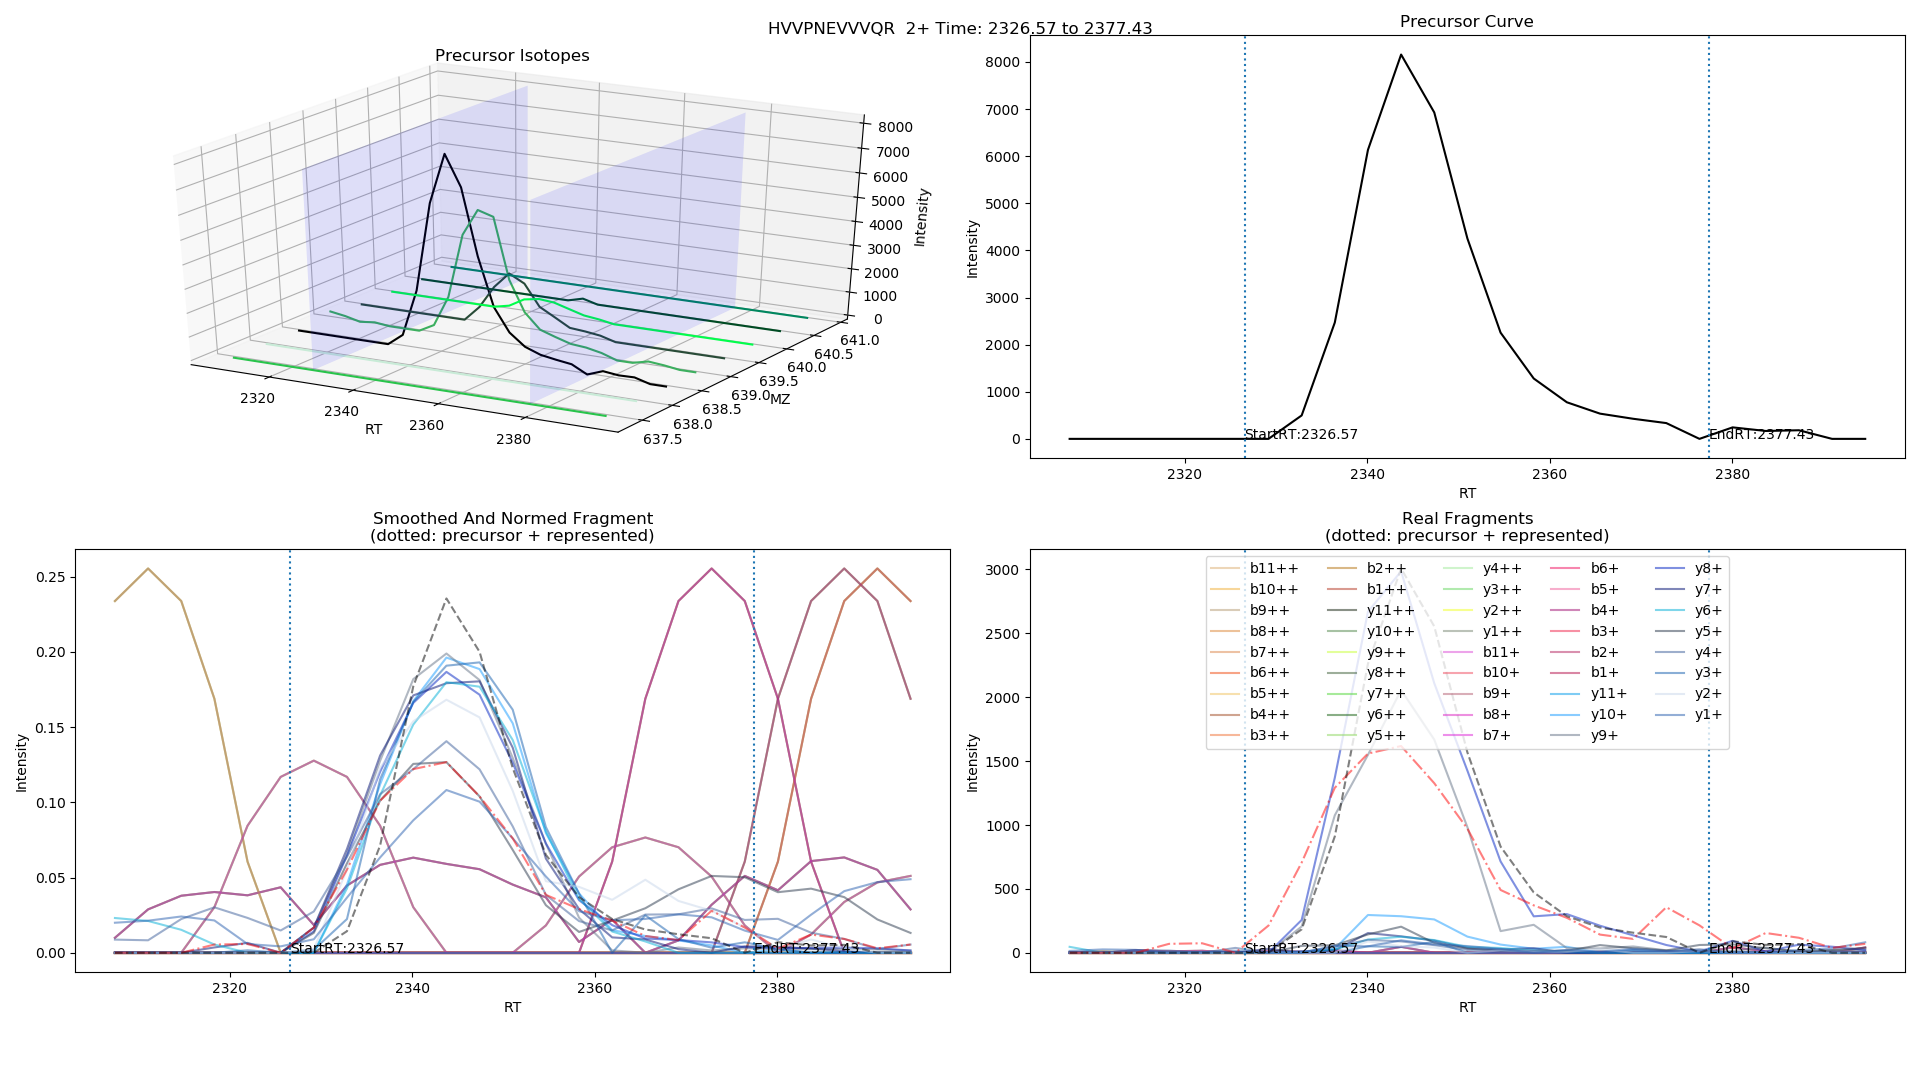 HVVPNEVVVQR  2+ Time: 2326.57 to 2377.43
Precursor Isotopes
8000
7000
6000
5000
4000
3000
2000
1000
0
Intensity
641.0
640.5
640.0
639.5
639.0
638.5
638.0
637.5
MZ
2320
2340
2360
2380
RT
Precursor Curve
8000
7000
6000
5000
4000
3000
2000
1000
0
Intensity
StartRT:2326.57
EndRT:2377.43
2320 2340 2360 2380
RT
Smoothed And Normed Fragment
(dotted: precursor + represented)
0.25
0.20
0.15
0.10
0.05
0.00
Intensity
StartRT:2326.57
EndRT:2377.43
2320 2340 2360 2380
RT
Real Fragments
(dotted: precursor + represented)
3000
2500
2000
1500
1000
500
0
Intensity
b11++ b2++ y4++ b6+ y8+
b10++ b1++ y3++ b5+ y7+
b9++ y11++ y2++ b4+ y6+
b8++ y10++ y1++ b3+ y5+
b7++ y9++ b11+ b2+ y4+
b6++ y8++ b10+ b1+ y3+
b5++ y7++ b9+ y11+ y2+
b4++ y6++ b8+ y10+ y1+
b3++ y5++ b7+ y9+
StartRT:2326.57
EndRT:2377.43
2320 2340 2360 2380
RT